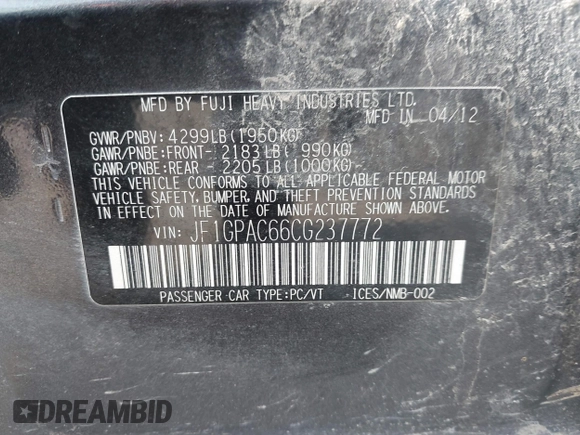 MFD BY FUJI HEAVY INDUSTRIES LTD.
MFD IN 04/12
GVWR/PNBV: 4299LB(1950KG)
GAWR/PNBE:FRONT- 2183LB( 990KG)
GAWR/PNBE:REAR - 2205LB(1000KG)
THIS VEHICLE CONFORMS TO ALL APPLICABLE FEDERAL MOTOR
VEHICLE SAFETY, BUMPER, AND THEFT PREVENTION STANDARDS
IN EFFECT ON THE DATE OF MANUFACTURE SHOWN ABOVE.
VIN: JF1GPAC66CG237772
PASSENGER CAR TYPE:PC/VT ICES/NMB-002
DREAMBID